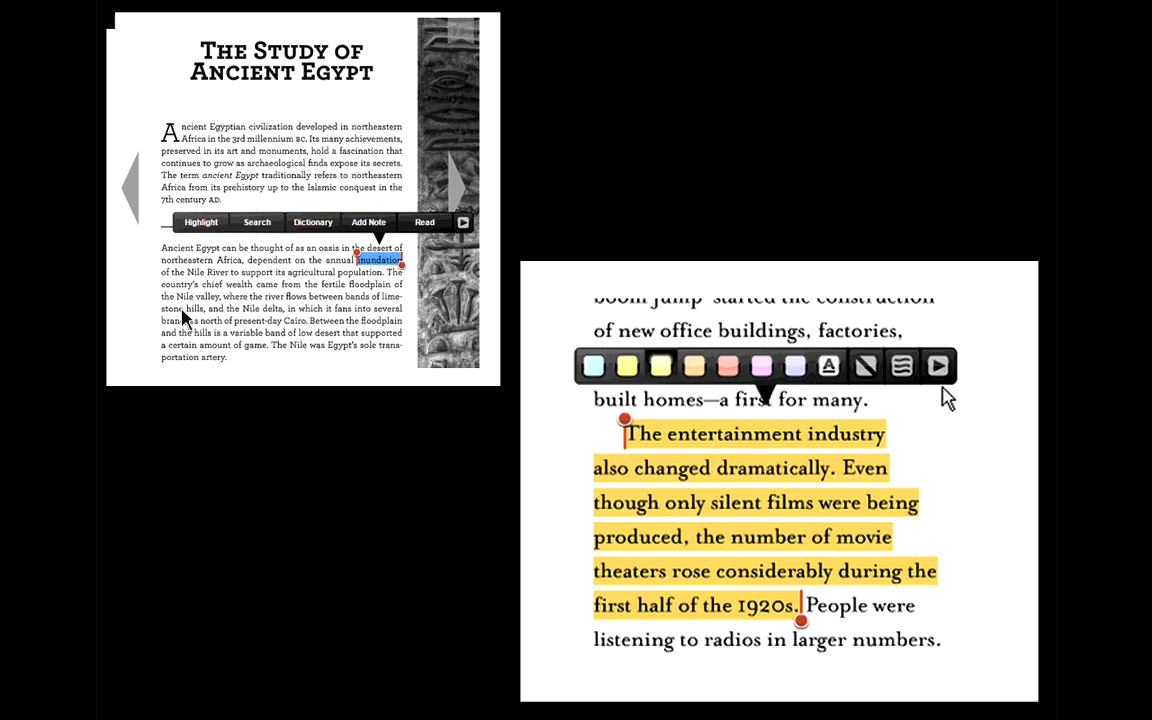 The Study of
Ancient Egypt
Ancient Egyptian civilization developed in northeastern
Africa in the 3rd millennium BC. Its many achievements,
preserved in its art and monuments, hold a fascination that
continues to grow as archaeological finds expose its secrets.
The term ancient Egypt traditionally refers to northeastern
Africa from its prehistory up to the Islamic conquest in the
7th century AD.
Highlight Search Dictionary Add Note Read
Ancient Egypt can be thought of as an oasis in the desert of
northeastern Africa, dependent on the annual inundation
of the Nile River to support its agricultural population. The
country's chief wealth came from the fertile floodplain of
the Nile valley, where the river flows between bands of lime-
stone hills, and the Nile delta, in which it fans into several
branches north of present-day Cairo. Between the floodplain
and the hills is a variable band of low desert that supported
a certain amount of game. The Nile was Egypt's sole trans-
portation artery.
boom jump-started the construction
of new office buildings, factories,
A
built homes—a first for many.
The entertainment industry
also changed dramatically. Even
though only silent films were being
produced, the number of movie
theaters rose considerably during the
first half of the 1920s. People were
listening to radios in larger numbers.